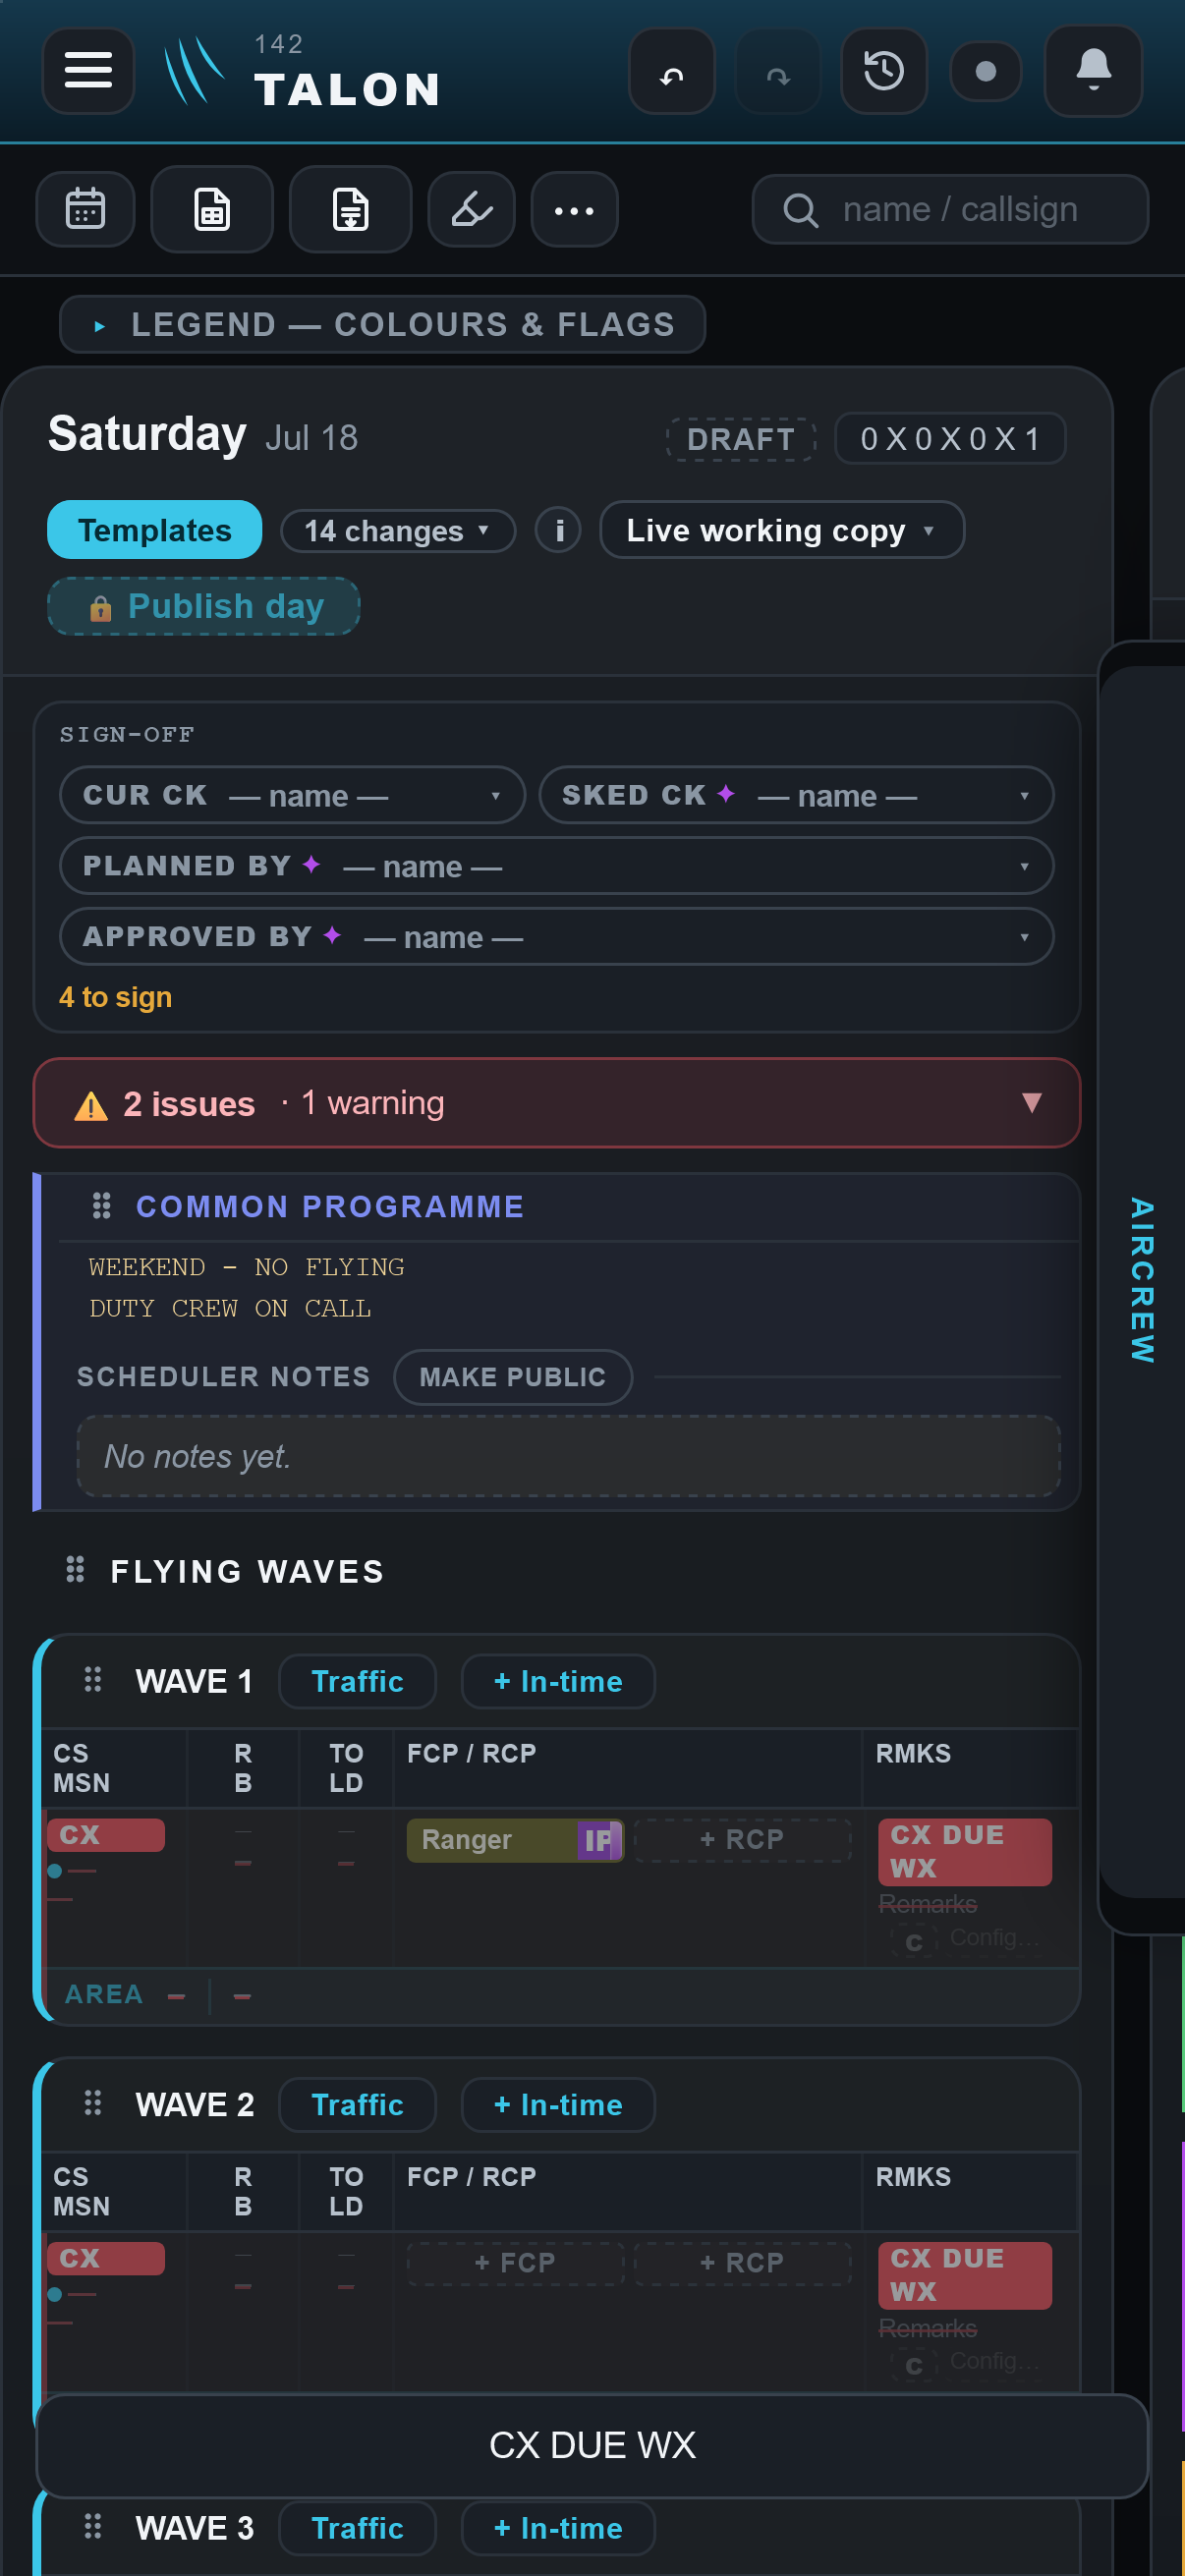 142
TALON
name / callsign
▸ LEGEND — COLOURS & FLAGS
Saturday Jul 18 DRAFT 0 X 0 X 0 X 1
Templates 14 changes ▾ i Live working copy ▾
🔒 Publish day
SIGN-OFF
CUR CK — name — ▾ SKED CK ✦ — name — ▾
PLANNED BY ✦ — name — ▾
APPROVED BY ✦ — name — ▾
4 to sign
⚠️ 2 issues · 1 warning ▼
COMMON PROGRAMME
WEEKEND - NO FLYING
DUTY CREW ON CALL
AIRCREW
SCHEDULER NOTES MAKE PUBLIC
No notes yet.
FLYING WAVES
WAVE 1 Traffic + In-time
CS R TO FCP / RCP RMKS
MSN B LD
CX — — Ranger IP + RCP CX DUE
WX
— — —
—
Remarks
C Config...
AREA — | —
WAVE 2 Traffic + In-time
CS R TO FCP / RCP RMKS
MSN B LD
CX — — + FCP + RCP CX DUE
WX
— — —
—
Remarks
C Config...
CX DUE WX
WAVE 3 Traffic + In-time